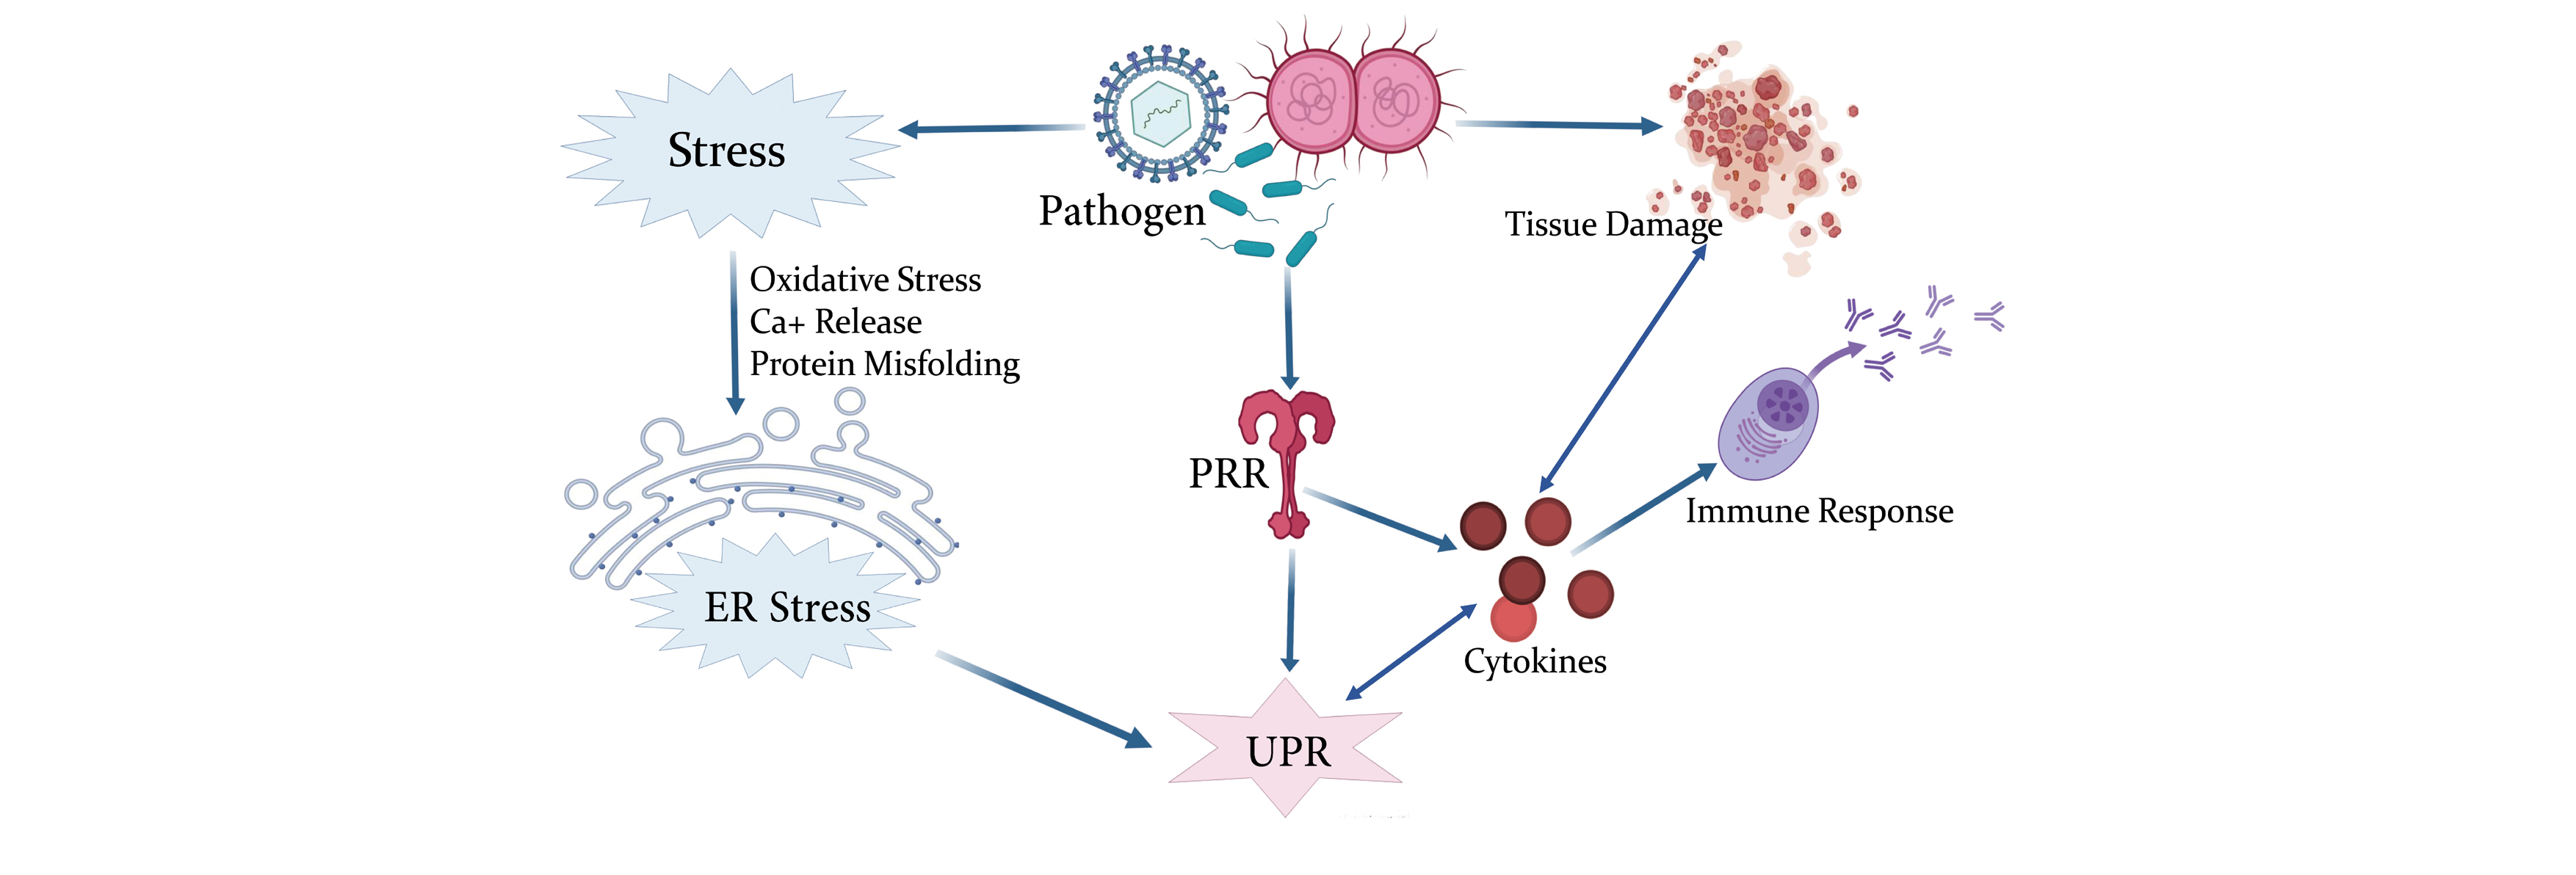 Stress
Pathogen
Tissue Damage
Oxidative Stress
Ca+ Release
Protein Misfolding
PRR
Immune Response
ER Stress
Cytokines
UPR